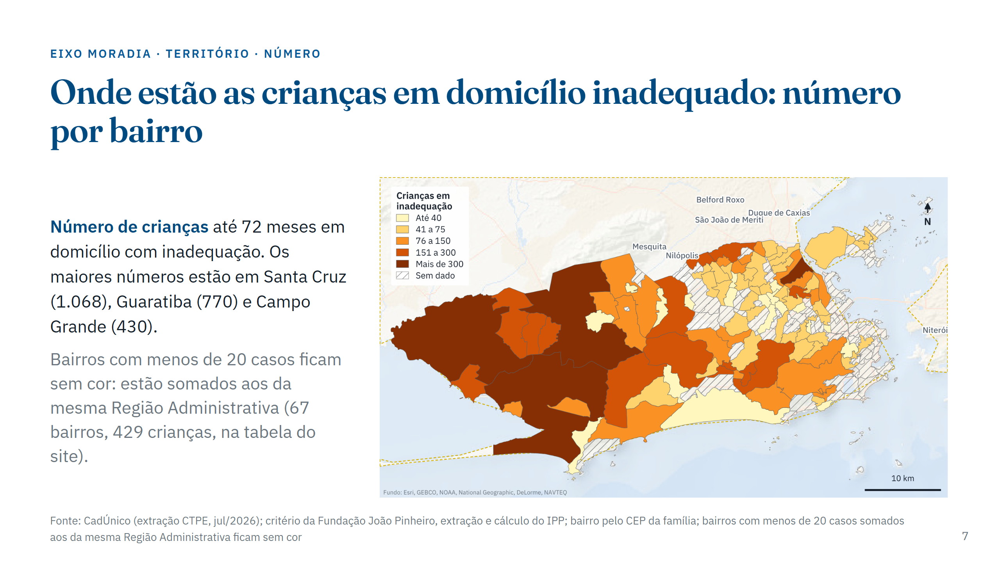 EIXO MORADIA · TERRITÓRIO · NÚMERO
Onde estão as crianças em domicílio inadequado: número
por bairro
Número de crianças até 72 meses em
domicílio com inadequação. Os
maiores números estão em Santa Cruz
(1.068), Guaratiba (770) e Campo
Grande (430).
Bairros com menos de 20 casos ficam
sem cor: estão somados aos da
mesma Região Administrativa (67
bairros, 429 crianças, na tabela do
site).
Crianças em
inadequação
Até 40
41 a 75
76 a 150
151 a 300
Mais de 300
Sem dado
Belford Roxo
Duque de Caxias
São João de Meriti
Mesquita
Nilópolis
Niterói
N
10 km
Fundo: Esri, GEBCO, NOAA, National Geographic, DeLorme, NAVTEQ
Fonte: CadÚnico (extração CTPE, jul/2026); critério da Fundação João Pinheiro, extração e cálculo do IPP; bairro pelo CEP da família; bairros com menos de 20 casos somados
aos da mesma Região Administrativa ficam sem cor
7